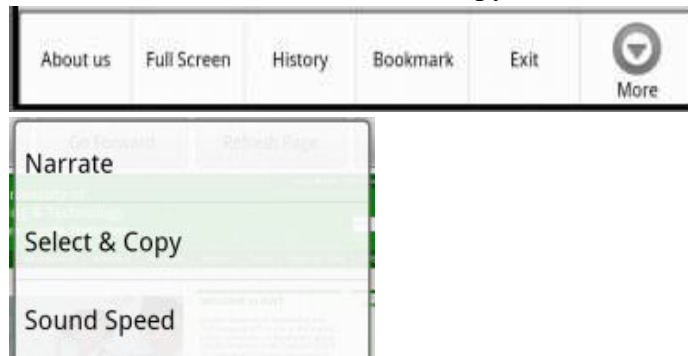 About us Full Screen History Bookmark Exit More
Go Forward Refresh Page
Narrate
Select & Copy
Sound Speed